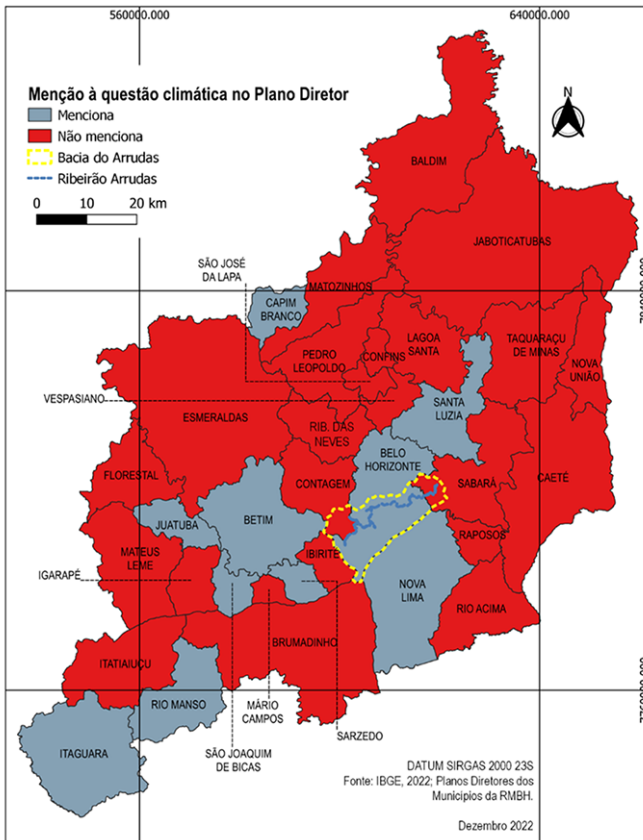 560000.000
640000.000
Menção à questão climática no Plano Diretor
Menciona
Não menciona
Bacia do Arrudas
Ribeirão Arrudas
0 10 20 km
N
BALDIM
JABOTICATUBAS
SÃO JOSÉ
DA LAPA
MATOZINHOS
CAPIM
BRANCO
LAGOA
SANTA
TAQUARAÇU
DE MINAS
PEDRO
LEOPOLDO
CONFINS
NOVA
UNIÃO
VESPASIANO
SANTA
LUZIA
ESMERALDAS
RIB. DAS
NEVES
BELO
HORIZONTE
FLORESTAL
CONTAGEM
SABARÁ
CAETÉ
JUATUBA
BETIM
RAPOSOS
MATEUS
LEME
IBIRITÉ
IGARAPÉ
NOVA
LIMA
RIO ACIMA
BRUMADINHO
ITATIAIUÇU
RIO MANSO
MÁRIO
CAMPOS
SARZEDO
ITAGUARA
SÃO JOAQUIM
DE BICAS
DATUM SIRGAS 2000 23S
Fonte: IBGE, 2022; Planos Diretores dos
Municipios da RMBH.
Dezembro 2022